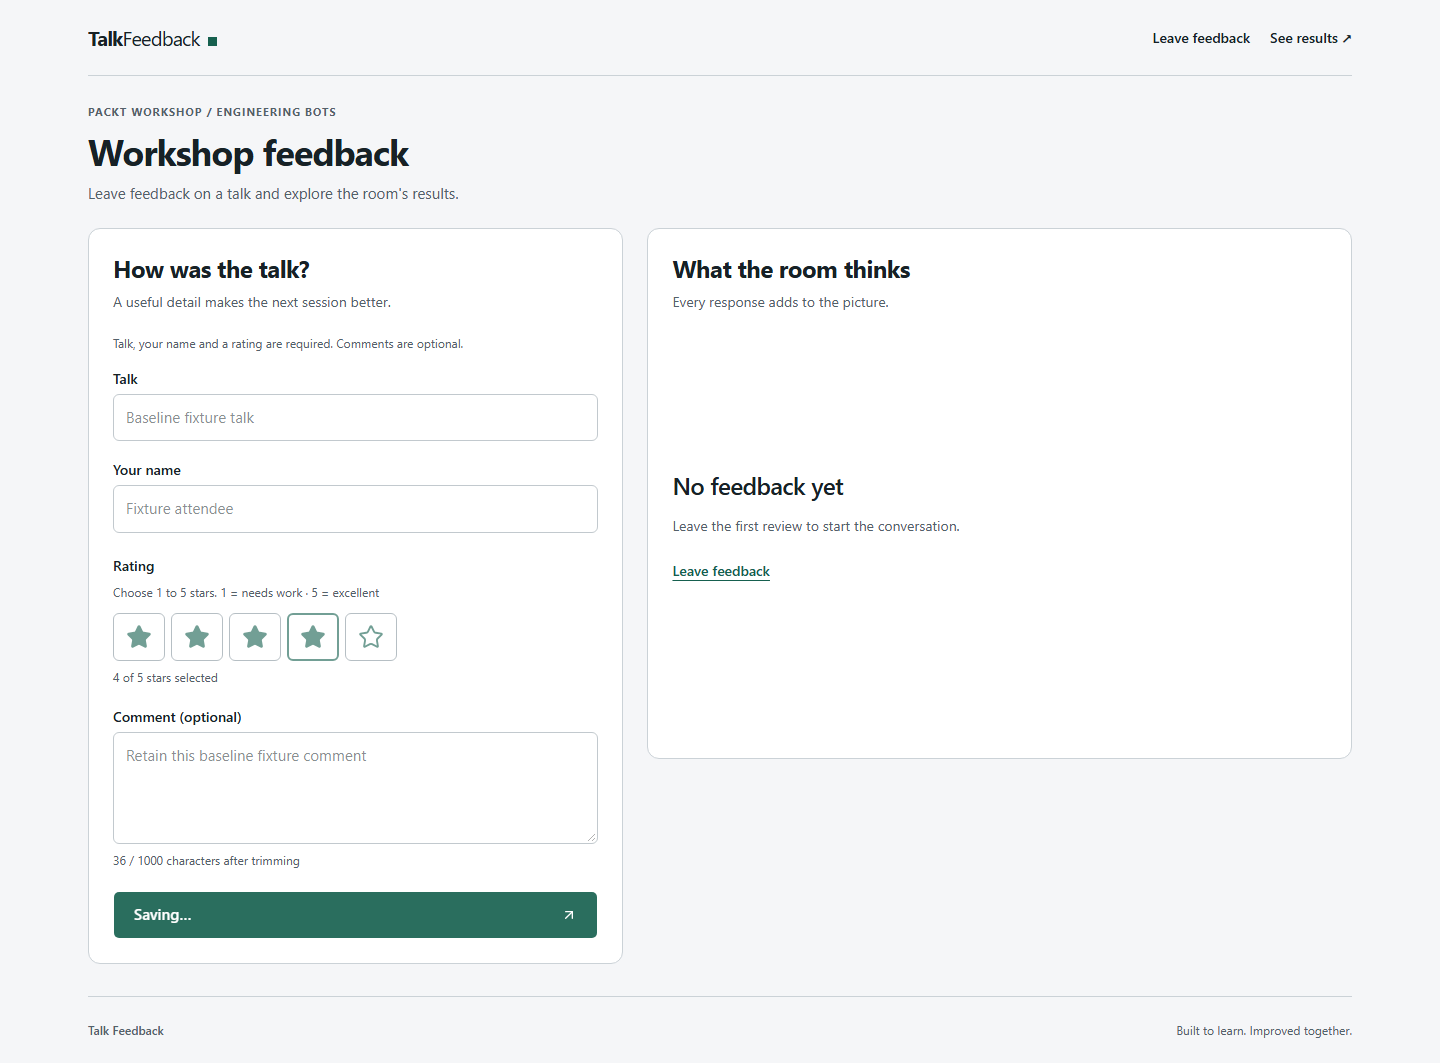 TalkFeedback
Leave feedback
See results ↗
PACKT WORKSHOP / ENGINEERING BOTS
Workshop feedback
Leave feedback on a talk and explore the room's results.
How was the talk?
A useful detail makes the next session better.
Talk, your name and a rating are required. Comments are optional.
Talk
Baseline fixture talk
Your name
Fixture attendee
Rating
Choose 1 to 5 stars. 1 = needs work · 5 = excellent
4 of 5 stars selected
Comment (optional)
Retain this baseline fixture comment
36 / 1000 characters after trimming
Saving...
What the room thinks
Every response adds to the picture.
No feedback yet
Leave the first review to start the conversation.
Leave feedback
Talk Feedback
Built to learn. Improved together.